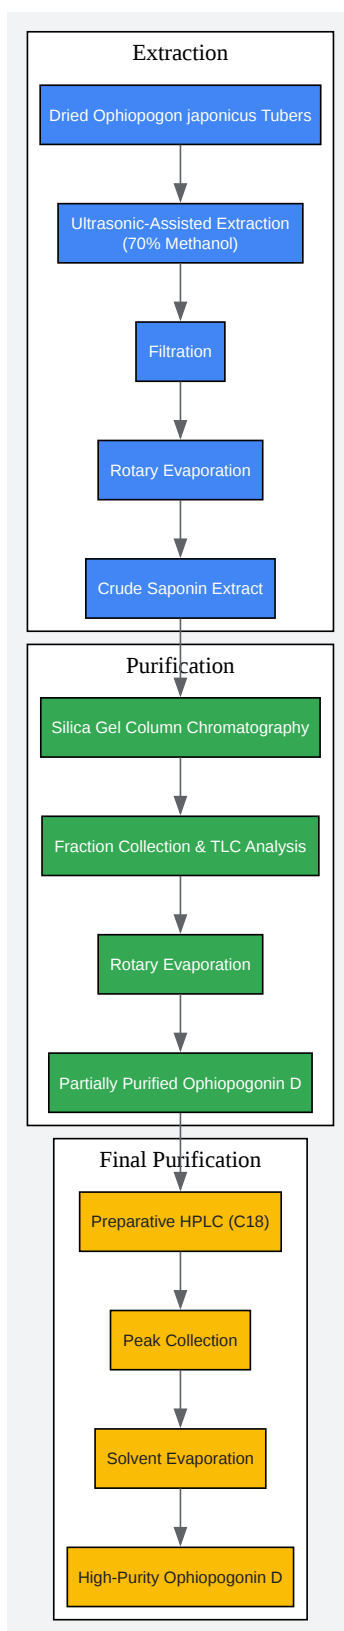 Extraction
Dried Ophiopogon japonicus Tubers
Ultrasonic-Assisted Extraction
(70% Methanol)
Filtration
Rotary Evaporation
Crude Saponin Extract
Purification
Silica Gel Column Chromatography
Fraction Collection & TLC Analysis
Rotary Evaporation
Partially Purified Ophiopogonin D
Final Purification
Preparative HPLC (C18)
Peak Collection
Solvent Evaporation
High-Purity Ophiopogonin D